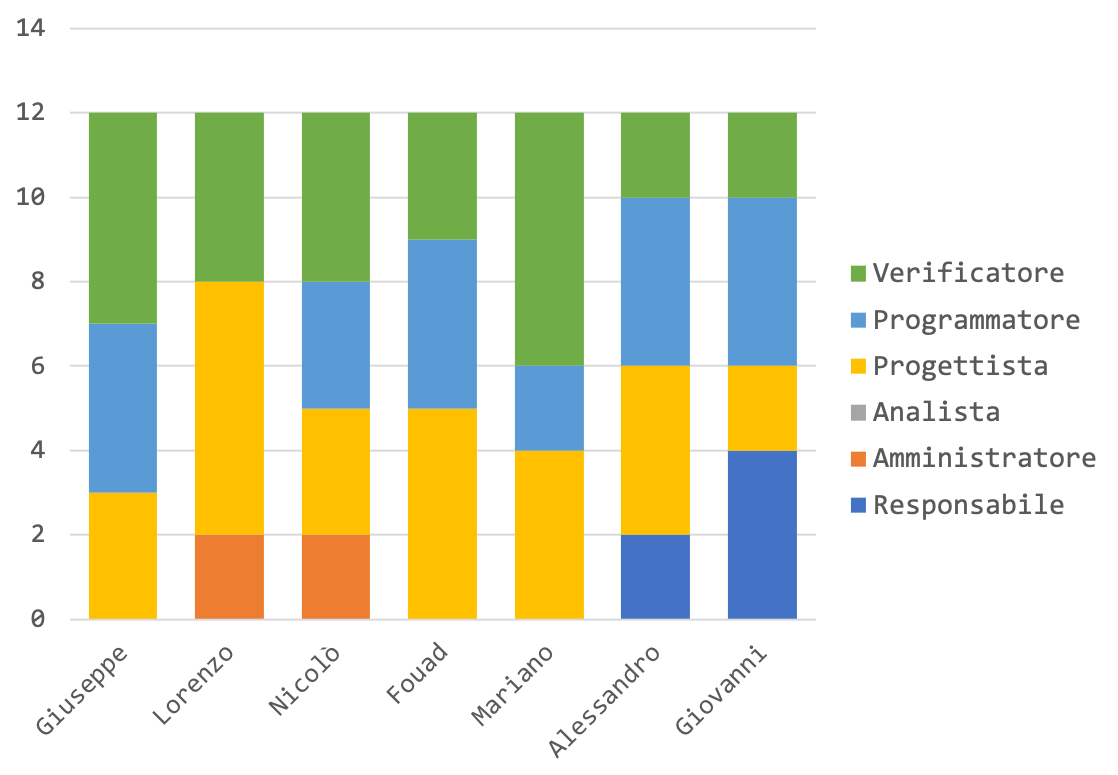 14
12
10
8
6
4
2
0
Giuseppe
Lorenzo
Nicolò
Fouad
Mariano
Alessandro
Giovanni
Verificatore
Programmatore
Progettista
Analista
Amministratore
Responsabile